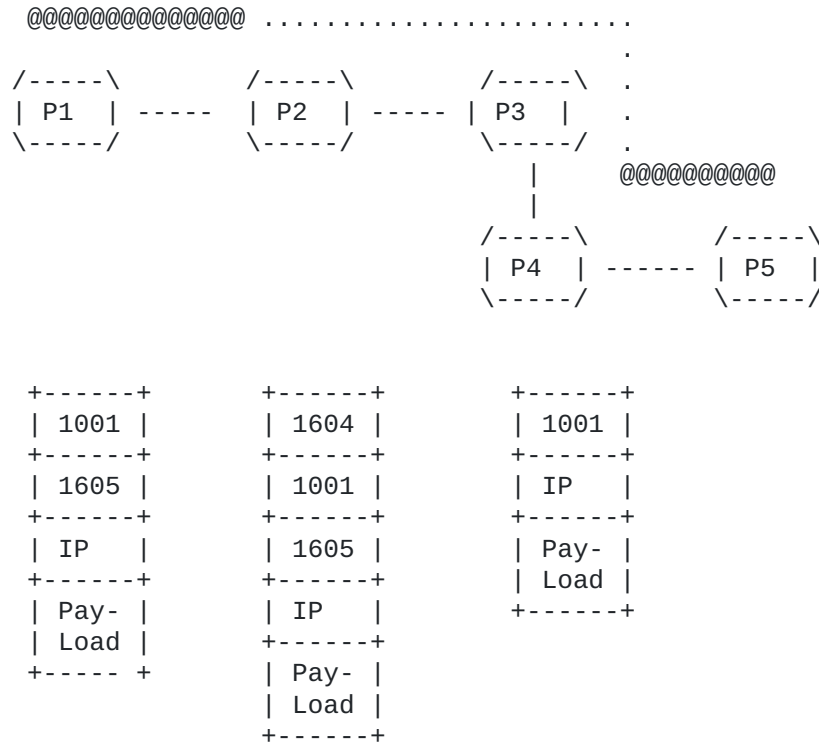 @@@@@@@@@@@@@@ ........................
.
/-----\ /-----\ /-----\ .
| P1 | ----- | P2 | ----- | P3 | .
\-----/ \-----/ \-----/ .
| @@@@@@@@@@
|
/-----\ /-----\
| P4 | ------ | P5 |
\-----/ \-----/
+------+ +------+ +------+
| 1001 | | 1604 | | 1001 |
+------+ +------+ +------+
| 1605 | | 1001 | | IP |
+------+ +------+ +------+
| IP | | 1605 | | Pay- |
+------+ +------+ | Load |
| Pay- | | IP | +------+
| Load | +------+
+----- + | Pay- |
| Load |
+------+